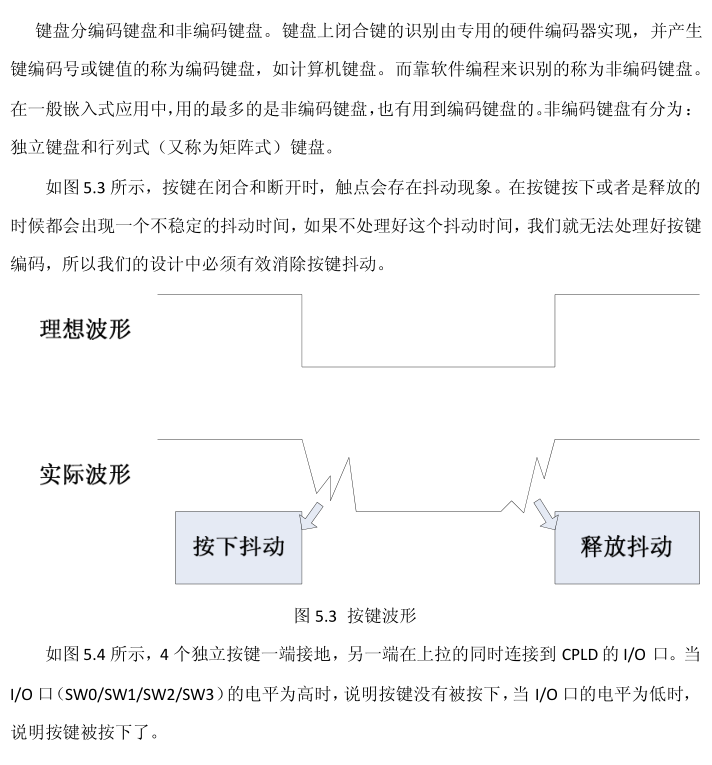 键盘分编码键盘和非编码键盘。键盘上闭合键的识别由专用的硬件编码器实现，并产生
键编码号或键值的称为编码键盘，如计算机键盘。而靠软件编程来识别的称为非编码键盘。
在一般嵌入式应用中，用的最多的是非编码键盘，也有用到编码键盘的。非编码键盘有分为：
独立键盘和行列式（又称为矩阵式）键盘。
如图 5.3 所示，按键在闭合和断开时，触点会存在抖动现象。在按键按下或者是释放的
时候都会出现一个不稳定的抖动时间，如果不处理好这个抖动时间，我们就无法处理好按键
编码，所以我们的设计中必须有效消除按键抖动。
理想波形
实际波形
按下抖动
释放抖动
图 5.3 按键波形
如图 5.4 所示，4 个独立按键一端接地，另一端在上拉的同时连接到 CPLD 的 I/O 口。当
I/O 口（SW0/SW1/SW2/SW3）的电平为高时，说明按键没有被按下，当 I/O 口的电平为低时，
说明按键被按下了。